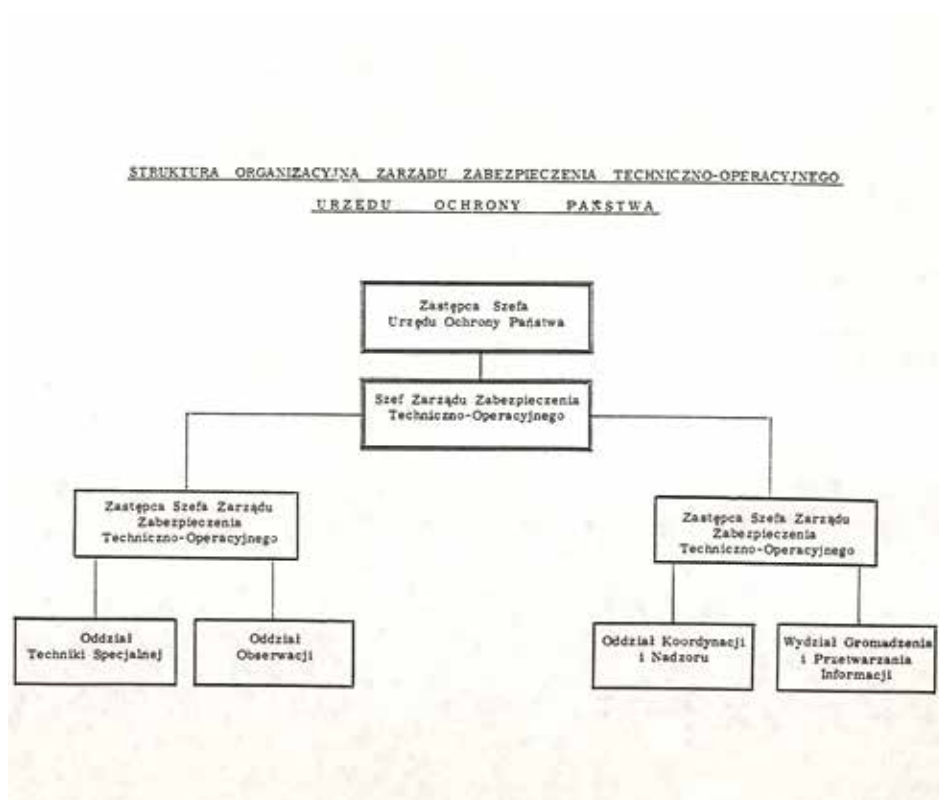 STRUKTURA ORGANIZACYJNA ZARZĄDU ZABEZPIECZENIA TECHNICZNO-OPERACYJNEGO
URZĘDU OCHRONY PAŃSTWA
Zastępca Szefa
Urzędu Ochrony Państwa
Szef Zarządu Zabezpieczenia
Techniczno-Operacyjnego
Zastępca Szefa Zarządu
Zabezpieczenia
Techniczno-Operacyjnego
Zastępca Szefa Zarządu
Zabezpieczenia
Techniczno-Operacyjnego
Oddział
Techniki Specjalnej
Oddział
Obserwacji
Oddział Koordynacji
i Nadzoru
Wydział Gromadzenia
i Przetwarzania
Informacji